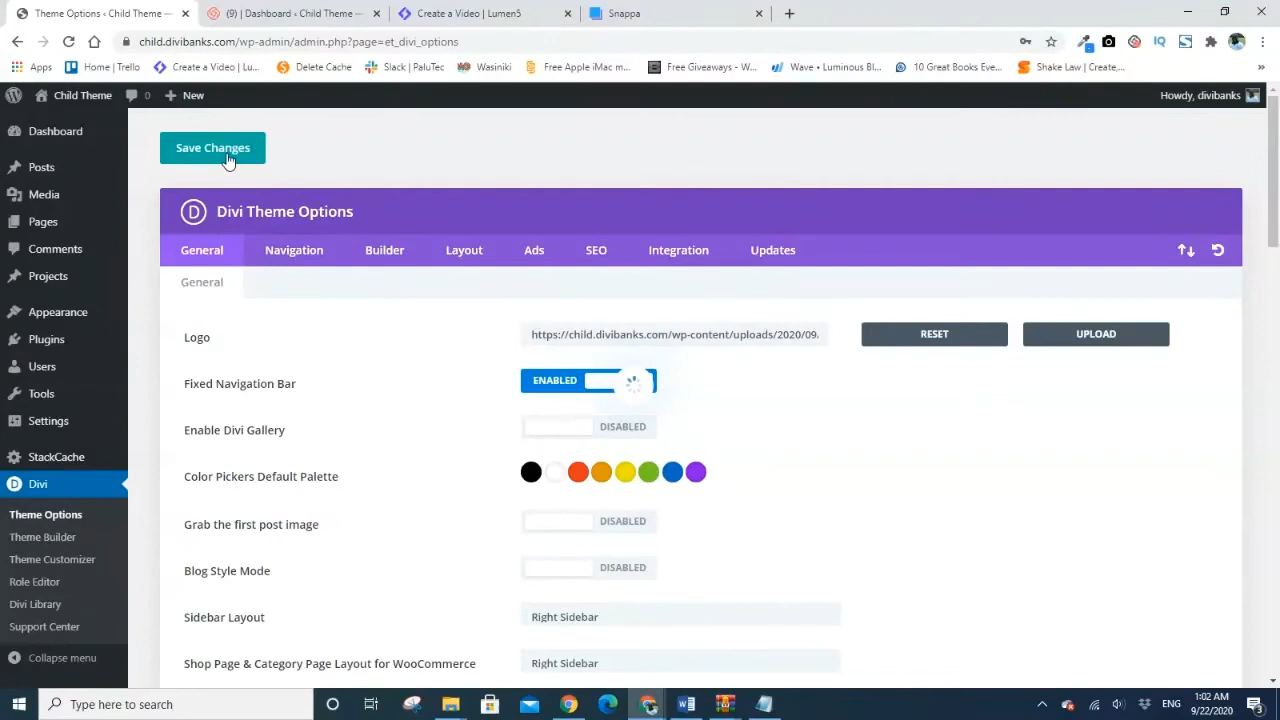 Theme Options ‹ Child Theme —
(9) | Dashboard ‹ Child Theme —
Create a Video | Lumen5
Snappa
child.divibanks.com/wp-admin/admin.php?page=et_divi_options
Apps
Home | Trello
Create a Video | Lu...
Delete Cache
Slack | PaluTec
Wasiniki
Free Apple iMac m...
Free Giveaways - W...
Wave • Luminous Bl...
10 Great Books Eve...
Shake Law | Create,...
Child Theme
0
New
Howdy, divibanks
Dashboard
Posts
Media
Pages
Comments
Projects
Appearance
Plugins
Users
Tools
Settings
StackCache
Divi
Theme Options
Theme Builder
Theme Customizer
Role Editor
Divi Library
Support Center
Collapse menu
Save Changes
Divi Theme Options
General
Navigation
Builder
Layout
Ads
SEO
Integration
Updates
General
Logo
https://child.divibanks.com/wp-content/uploads/2020/09.
RESET
UPLOAD
Fixed Navigation Bar
ENABLED
Enable Divi Gallery
DISABLED
Color Pickers Default Palette
Grab the first post image
DISABLED
Blog Style Mode
DISABLED
Sidebar Layout
Right Sidebar
Shop Page & Category Page Layout for WooCommerce
Right Sidebar
Type here to search
ENG
1:02 AM
9/22/2020
3